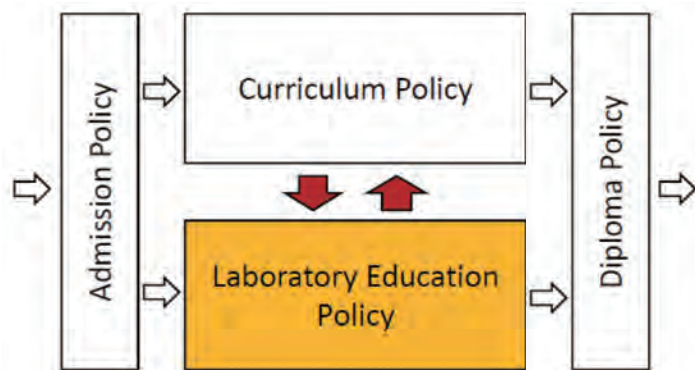 Admission Policy
Curriculum Policy
Laboratory Education
Policy
Diploma Policy